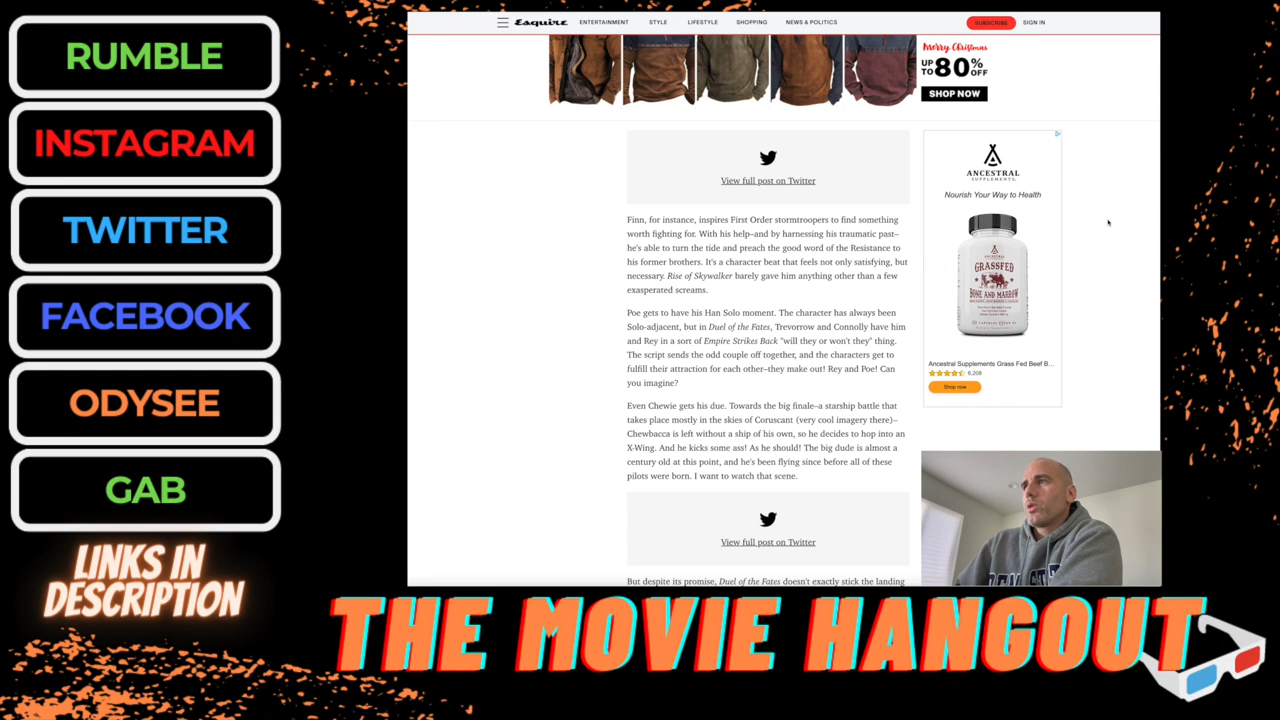 RUMBLE
INSTAGRAM
TWITTER
FACEBOOK
ODYSEE
GAB
LINKS IN
DESCRIPTION
Esquire ENTERTAINMENT STYLE LIFESTYLE SHOPPING NEWS & POLITICS SUBSCRIBE SIGN IN
Merry Christmas
UP TO 80% OFF
SHOP NOW
View full post on Twitter
Finn, for instance, inspires First Order stormtroopers to find something
worth fighting for. With his help–and by harnessing his traumatic past–
he's able to turn the tide and preach the good word of the Resistance to
his former brothers. It's a character beat that feels not only satisfying, but
necessary. Rise of Skywalker barely gave him anything other than a few
exasperated screams.
Poe gets to have his Han Solo moment. The character has always been
Solo-adjacent, but in Duel of the Fates, Trevorrow and Connolly have him
and Rey in a sort of Empire Strikes Back "will they or won't they" thing.
The script sends the odd couple off together, and the characters get to
fulfill their attraction for each other–they make out! Rey and Poe! Can
you imagine?
Even Chewie gets his due. Towards the big finale–a starship battle that
takes place mostly in the skies of Coruscant (very cool imagery there)–
Chewbacca is left without a ship of his own, so he decides to hop into an
X-Wing. And he kicks some ass! As he should! The big dude is almost a
century old at this point, and he's been flying since before all of these
pilots were born. I want to watch that scene.
View full post on Twitter
But despite its promise, Duel of the Fates doesn't exactly stick the landing
ANCESTRAL
SUPPLEMENTS
Nourish Your Way to Health
ANCESTRAL
GRASSFED
BONE AND MARROW
Ancestral Supplements Grass Fed Beef B...
6,208
Shop now
THE MOVIE HANGOUT